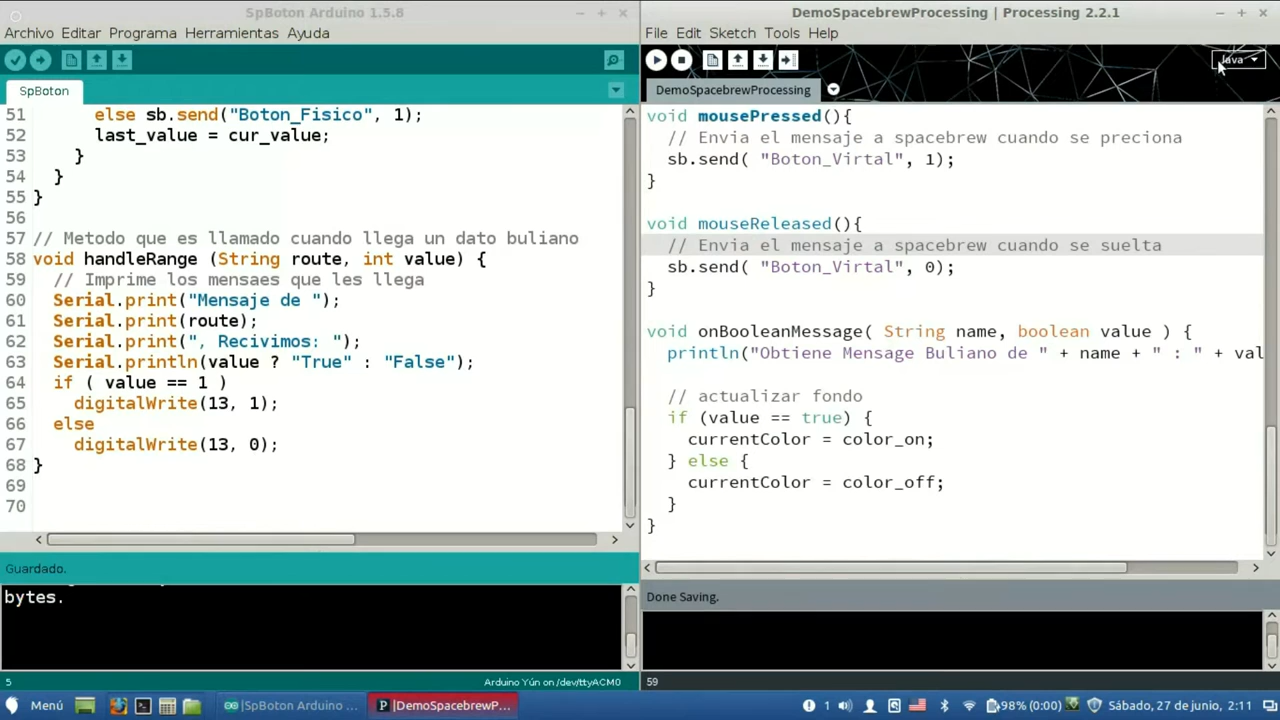 SpBoton Arduino 1.5.8
Archivo Editar Programa Herramientas Ayuda
SpBoton
51 else sb.send("Boton_Fisico", 1);
52 last_value = cur_value;
53 }
54 }
55 }
56
57 // Metodo que es llamado cuando llega un dato buliano
58 void handleRange (String route, int value) {
59 // Imprime los mensaes que les llega
60 Serial.print("Mensaje de ");
61 Serial.print(route);
62 Serial.print(", Recivimos: ");
63 Serial.println(value ? "True" : "False");
64 if ( value == 1 )
65 digitalWrite(13, 1);
66 else
67 digitalWrite(13, 0);
68 }
69
70
Guardado.
bytes.
5 Arduino Yún on /dev/ttyACM0
DemoSpacebrewProcessing | Processing 2.2.1
File Edit Sketch Tools Help
Java
DemoSpacebrewProcessing
void mousePressed(){
// Envia el mensaje a spacebrew cuando se preciona
sb.send( "Boton_Virtal", 1);
}
void mouseReleased(){
// Envia el mensaje a spacebrew cuando se suelta
sb.send( "Boton_Virtal", 0);
}
void onBooleanMessage( String name, boolean value ) {
println("Obtiene Mensage Buliano de " + name + " : " + val
// actualizar fondo
if (value == true) {
currentColor = color_on;
} else {
currentColor = color_off;
}
}
Done Saving.
59
Menú |SpBoton Arduino ... |DemoSpacebrewP... 1 98% (0:00) Sábado, 27 de junio, 2:11